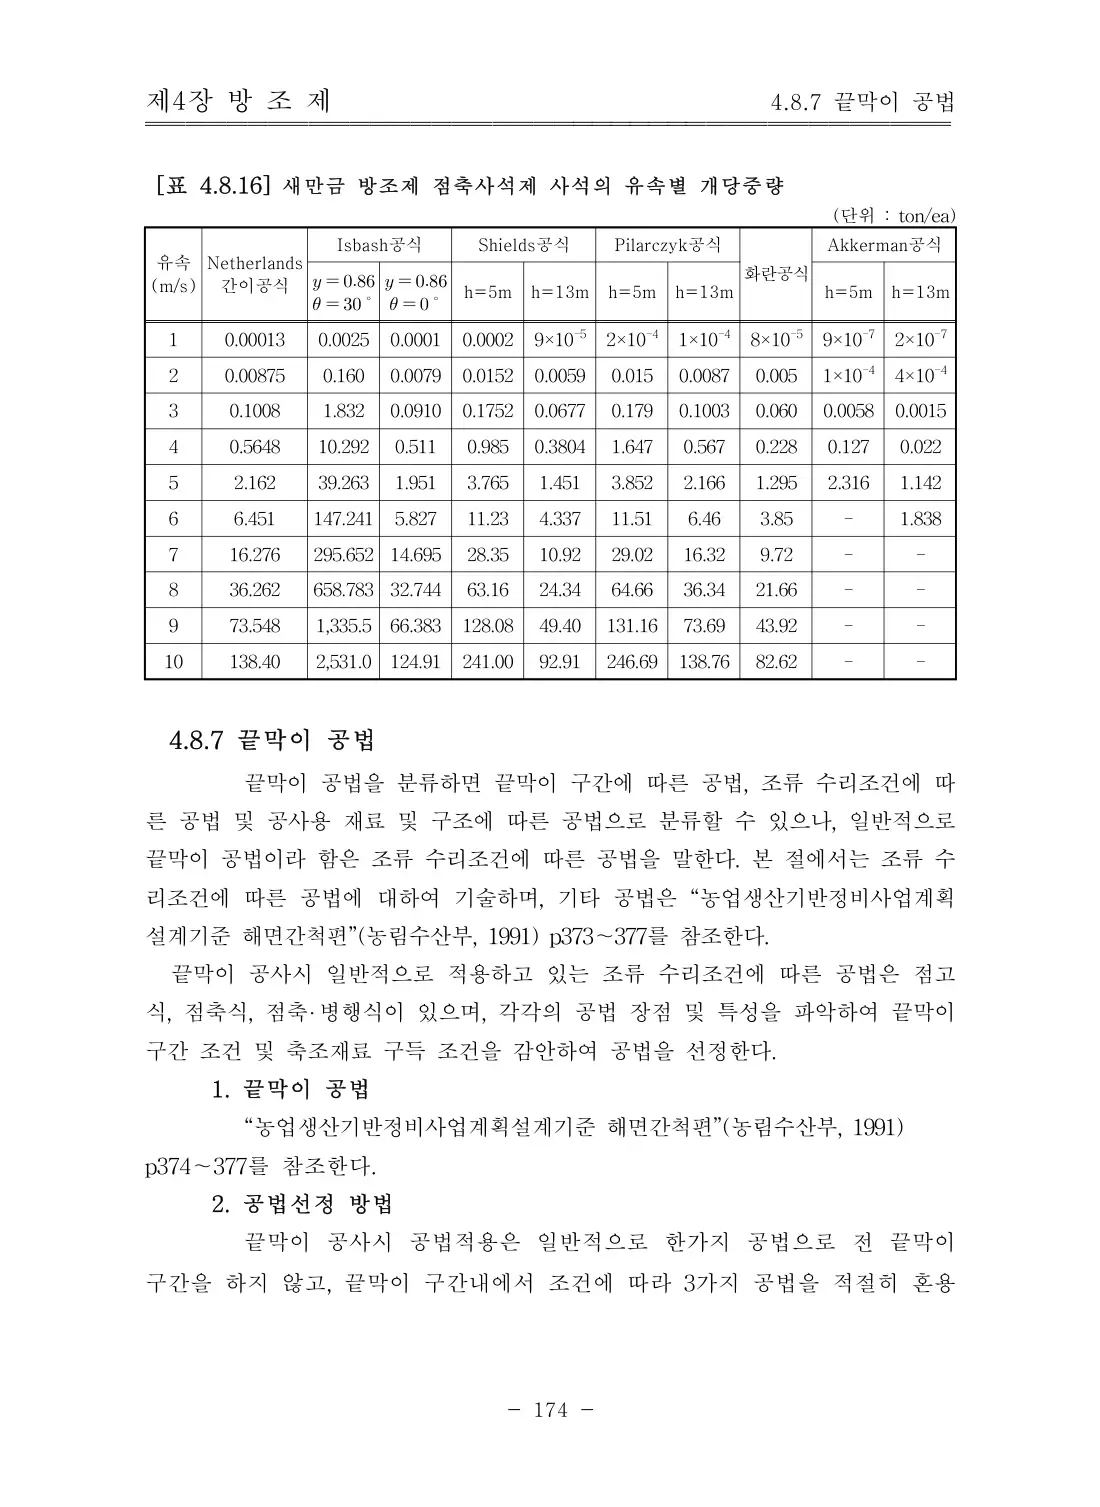 제4장 방 조 제 4.8.7 끝막이 공법
[표 4.8.16] 새만금 방조제 점축사석제 사석의 유속별 개당중량
(단위 : ton/ea)
유속 (m/s) Netherlands 간이공식 Isbash공식 Shields공식 Pilarczyk공식 화란공식 Akkerman공식
y=0.86 θ=30° y=0.86 θ=0° h=5m h=13m h=5m h=13m h=5m h=13m
1 0.00013 0.0025 0.0001 0.0002 9×10⁻⁵ 2×10⁻⁴ 1×10⁻⁴ 8×10⁻⁵ 9×10⁻⁷ 2×10⁻⁷
2 0.00875 0.160 0.0079 0.0152 0.0059 0.015 0.0087 0.005 1×10⁻⁴ 4×10⁻⁴
3 0.1008 1.832 0.0910 0.1752 0.0677 0.179 0.1003 0.060 0.0058 0.0015
4 0.5648 10.292 0.511 0.985 0.3804 1.647 0.567 0.228 0.127 0.022
5 2.162 39.263 1.951 3.765 1.451 3.852 2.166 1.295 2.316 1.142
6 6.451 147.241 5.827 11.23 4.337 11.51 6.46 3.85 - 1.838
7 16.276 295.652 14.695 28.35 10.92 29.02 16.32 9.72 - -
8 36.262 658.783 32.744 63.16 24.34 64.66 36.34 21.66 - -
9 73.548 1,335.5 66.383 128.08 49.40 131.16 73.69 43.92 - -
10 138.40 2,531.0 124.91 241.00 92.91 246.69 138.76 82.62 - -
4.8.7 끝막이 공법
끝막이 공법을 분류하면 끝막이 구간에 따른 공법, 조류 수리조건에 따
른 공법 및 공사용 재료 및 구조에 따른 공법으로 분류할 수 있으나, 일반적으로
끝막이 공법이라 함은 조류 수리조건에 따른 공법을 말한다. 본 절에서는 조류 수
리조건에 따른 공법에 대하여 기술하며, 기타 공법은 “농업생산기반정비사업계획
설계기준 해면간척편”(농림수산부, 1991) p373～377를 참조한다.
끝막이 공사시 일반적으로 적용하고 있는 조류 수리조건에 따른 공법은 점고
식, 점축식, 점축·병행식이 있으며, 각각의 공법 장점 및 특성을 파악하여 끝막이
구간 조건 및 축조재료 구득 조건을 감안하여 공법을 선정한다.
1. 끝막이 공법
“농업생산기반정비사업계획설계기준 해면간척편”(농림수산부, 1991)
p374～377를 참조한다.
2. 공법선정 방법
끝막이 공사시 공법적용은 일반적으로 한가지 공법으로 전 끝막이
구간을 하지 않고, 끝막이 구간내에서 조건에 따라 3가지 공법을 적절히 혼용
- 174 -